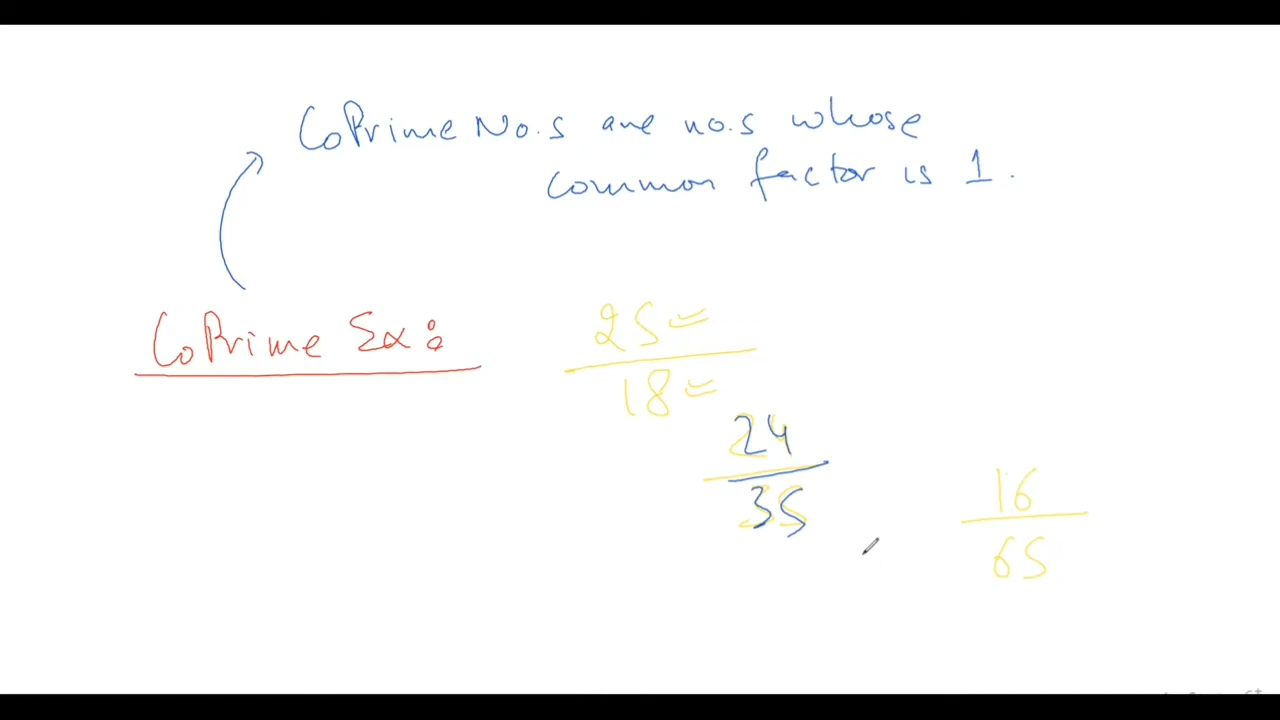 CoPrime No.s are no.s whose
common factor is 1.
CoPrime Ex:
25=
18=
24
35
16
65